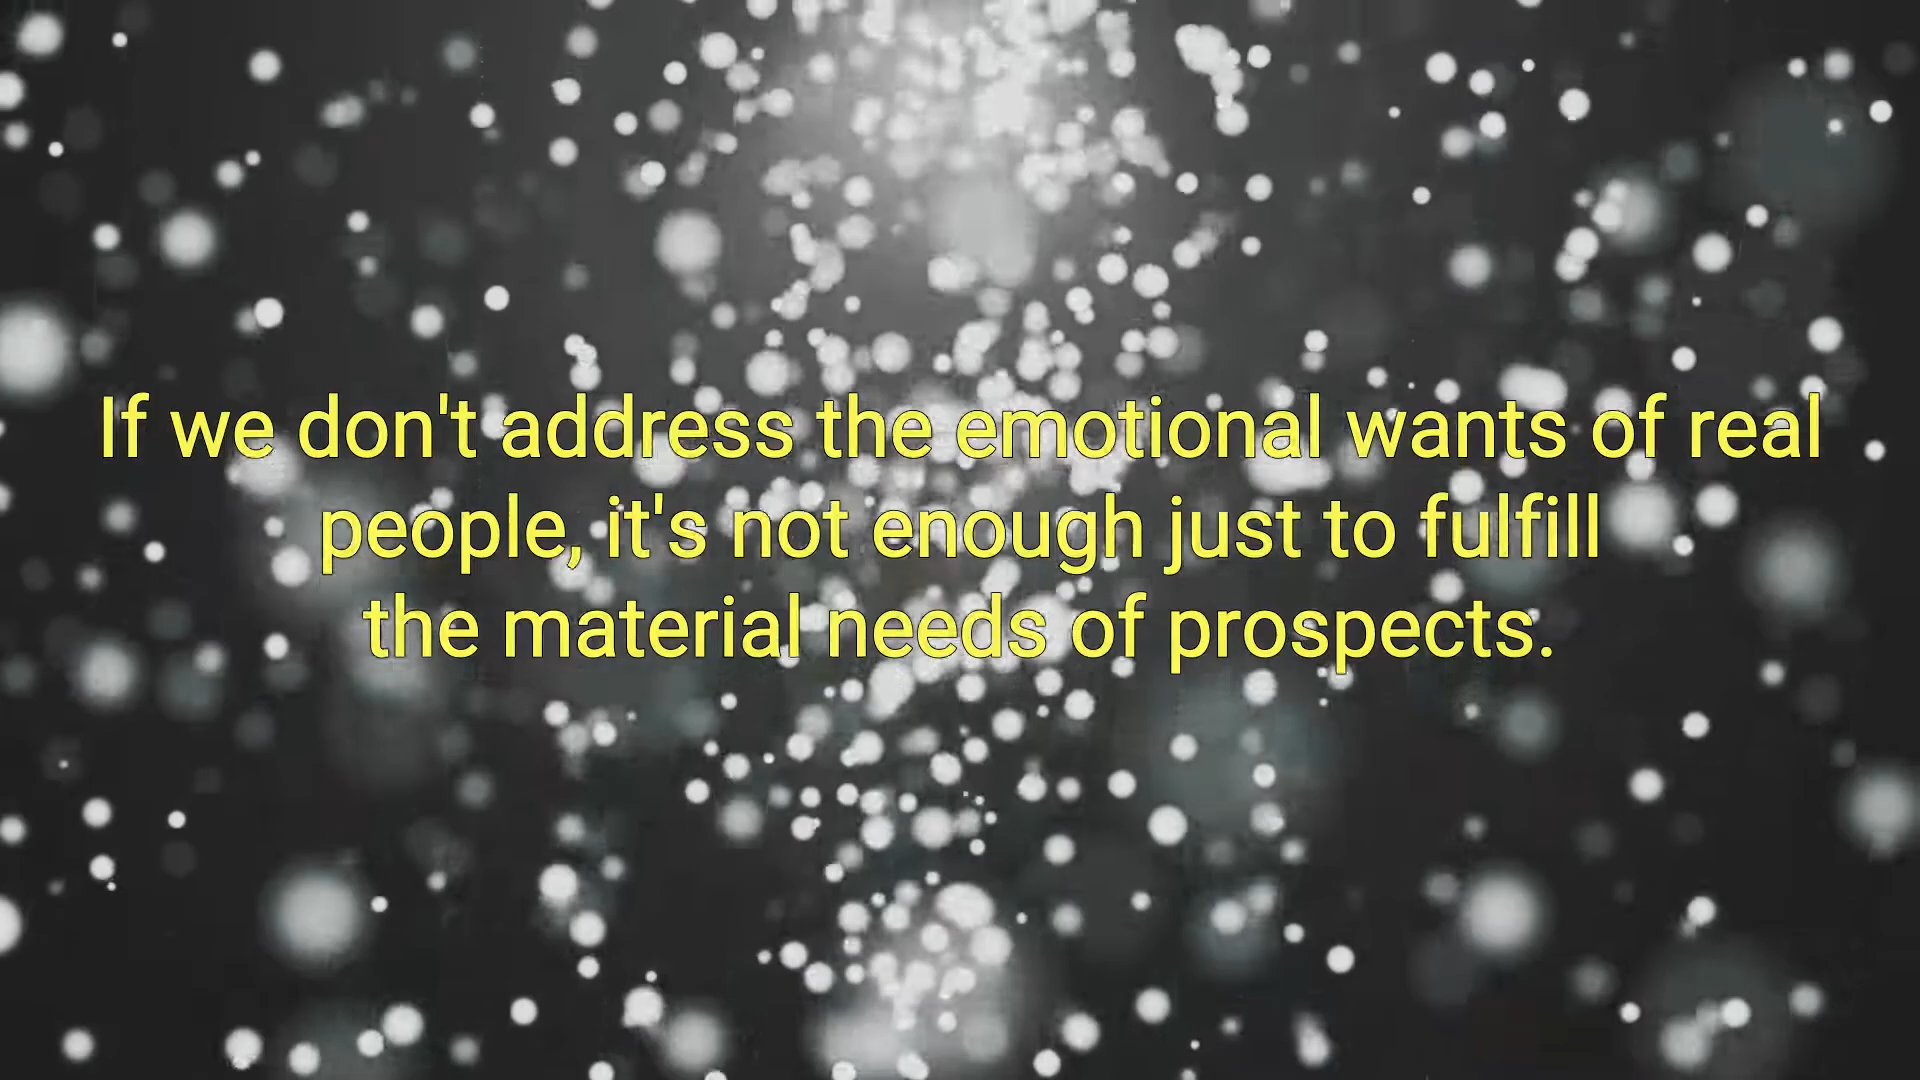 If we don't address the emotional wants of real
people, it's not enough just to fulfill
the material needs of prospects.